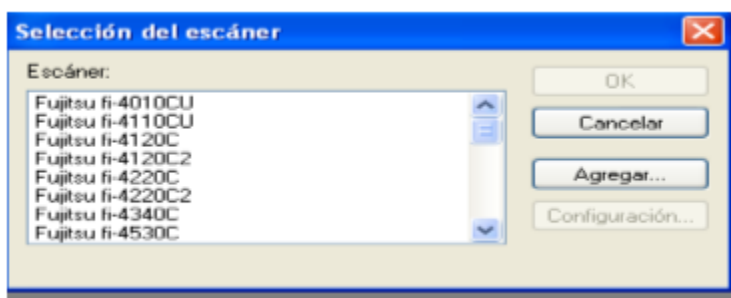 Selección del escáner
Escáner:
Fujitsu fi-4010CU
Fujitsu fi-4110CU
Fujitsu fi-4120C
Fujitsu fi-4120C2
Fujitsu fi-4220C
Fujitsu fi-4220C2
Fujitsu fi-4340C
Fujitsu fi-4530C
OK
Cancelar
Agregar...
Configuración...